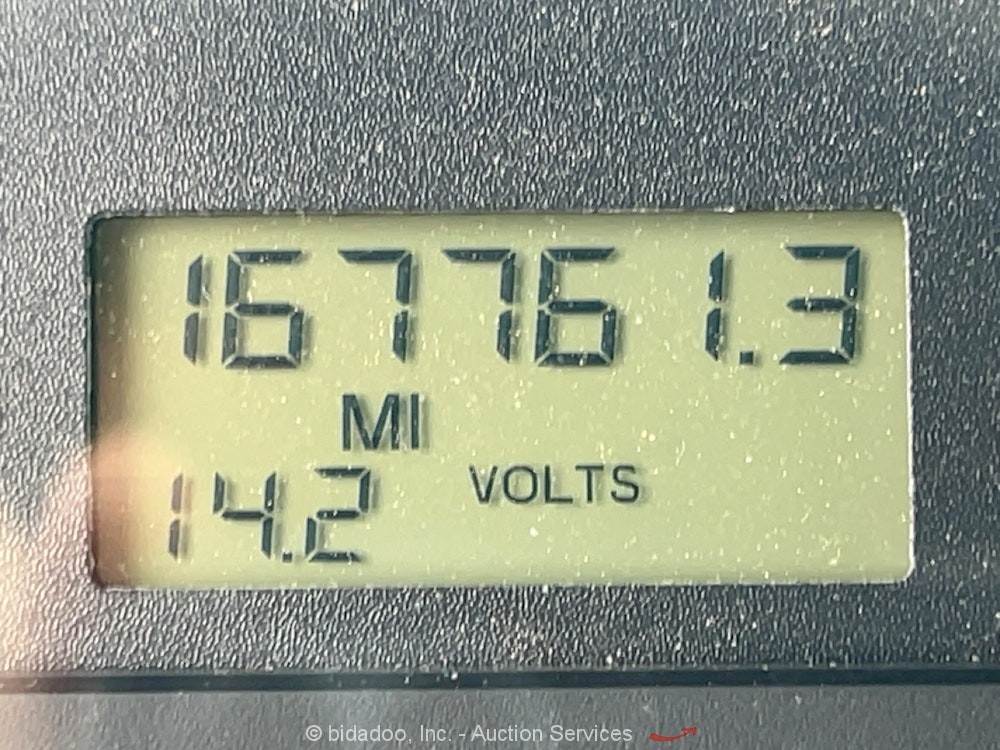 167761.3
MI
14.2 VOLTS
© bidadoo, Inc. - Auction Services